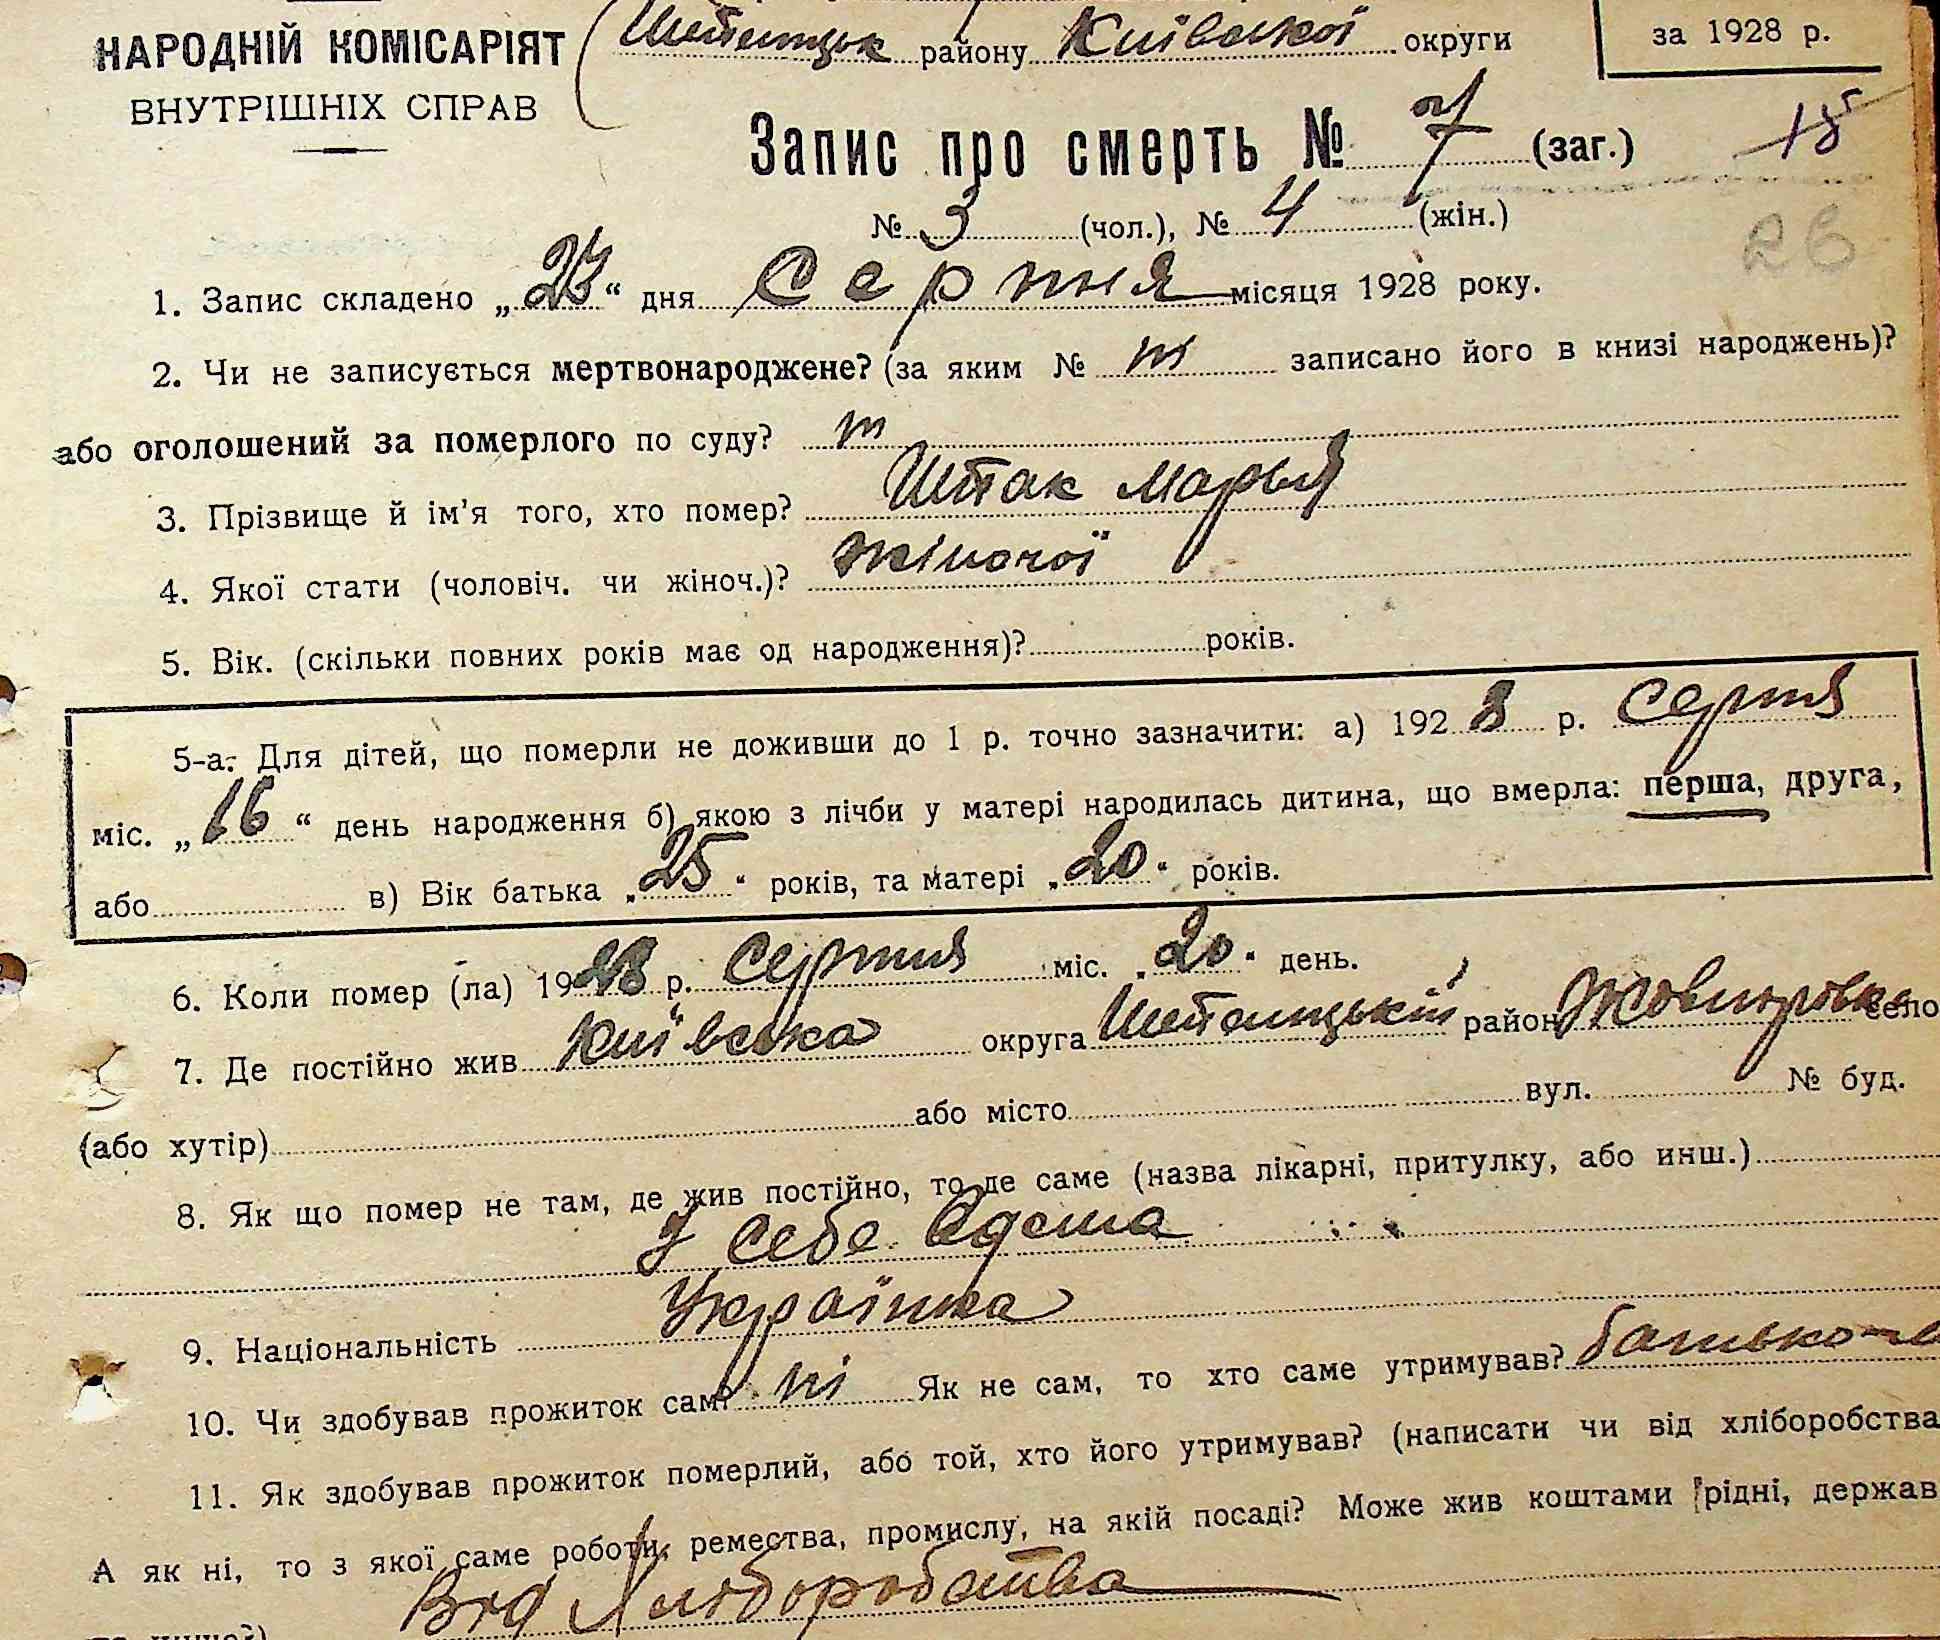 НАРОДНІЙ КОМІСАРІЯТ
ВНУТРІШНІХ СПРАВ
району Київської округи
за 1928 р.
Запис про смерть № 7 (заг.)
18
№ 3 (чол.), № 4 (жін.)
26
1. Запис складено „23“ дня Серпня місяця 1928 року.
2. Чи не записується мертвонароджене? (за яким № ні записано його в книзі народжень)?
або оголошений за померлого по суду? ні
3. Прізвище й ім'я того, хто помер? Шпак Марья
4. Якої стати (чоловіч. чи жіноч.)? жіночої
5. Вік. (скільки повних років має од народження)? років.
5-а. Для дітей, що померли не доживши до 1 р. точно зазначити: а) 1928 р. Серпня
міс. „16“ день народження б) якою з лічби у матері народилась дитина, що вмерла: перша, друга,
або в) Вік батька „25“ років, та матері „20“ років.
6. Коли помер (ла) 1928 р. Серпня міс. „20“ день.
7. Де постійно жив Київська округа район село
(або хутір) або місто вул. № буд.
8. Як що помер не там, де жив постійно, то де саме (назва лікарні, притулку, або инш.)
У себе вдома
9. Національність Українка
10. Чи здобував прожиток сам? ні Як не сам, то хто саме утримував?
11. Як здобував прожиток померлий, або той, хто його утримував? (написати чи від хліборобства
А як ні, то з якої саме роботи, ремества, промислу, на якій посаді? Може жив коштами рідні, держав
Від Хліборобства